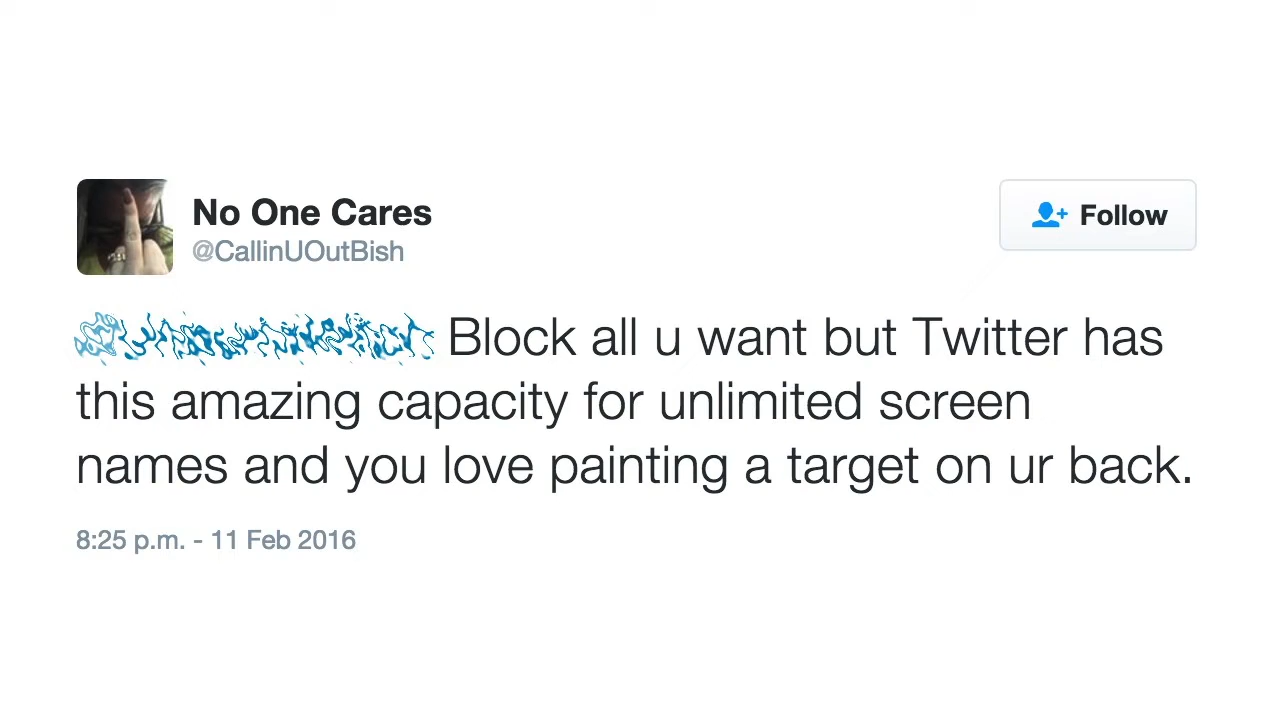 No One Cares
@CallinUOutBish
Follow
Block all u want but Twitter has
this amazing capacity for unlimited screen
names and you love painting a target on ur back.
8:25 p.m. - 11 Feb 2016